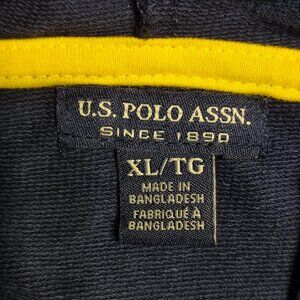 U.S. POLO ASSN.
SINCE 1890
XL/TG
MADE IN
BANGLADESH
FABRIQUÉ À
BANGLADESH